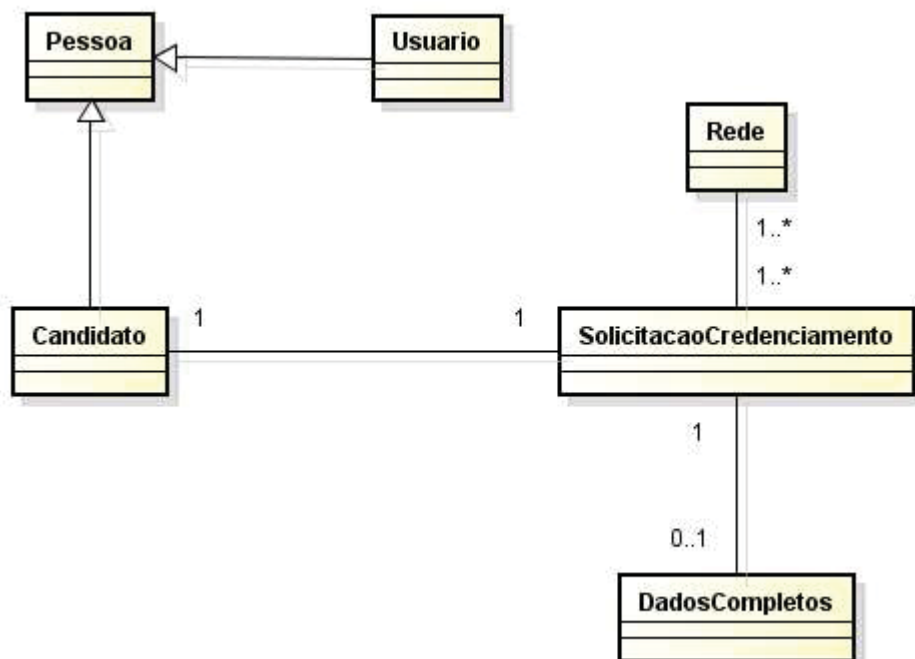 Pessoa
Usuario
Rede
1..*
1..*
Candidato
1
1
SolicitacaoCredenciamento
1
0..1
DadosCompletos